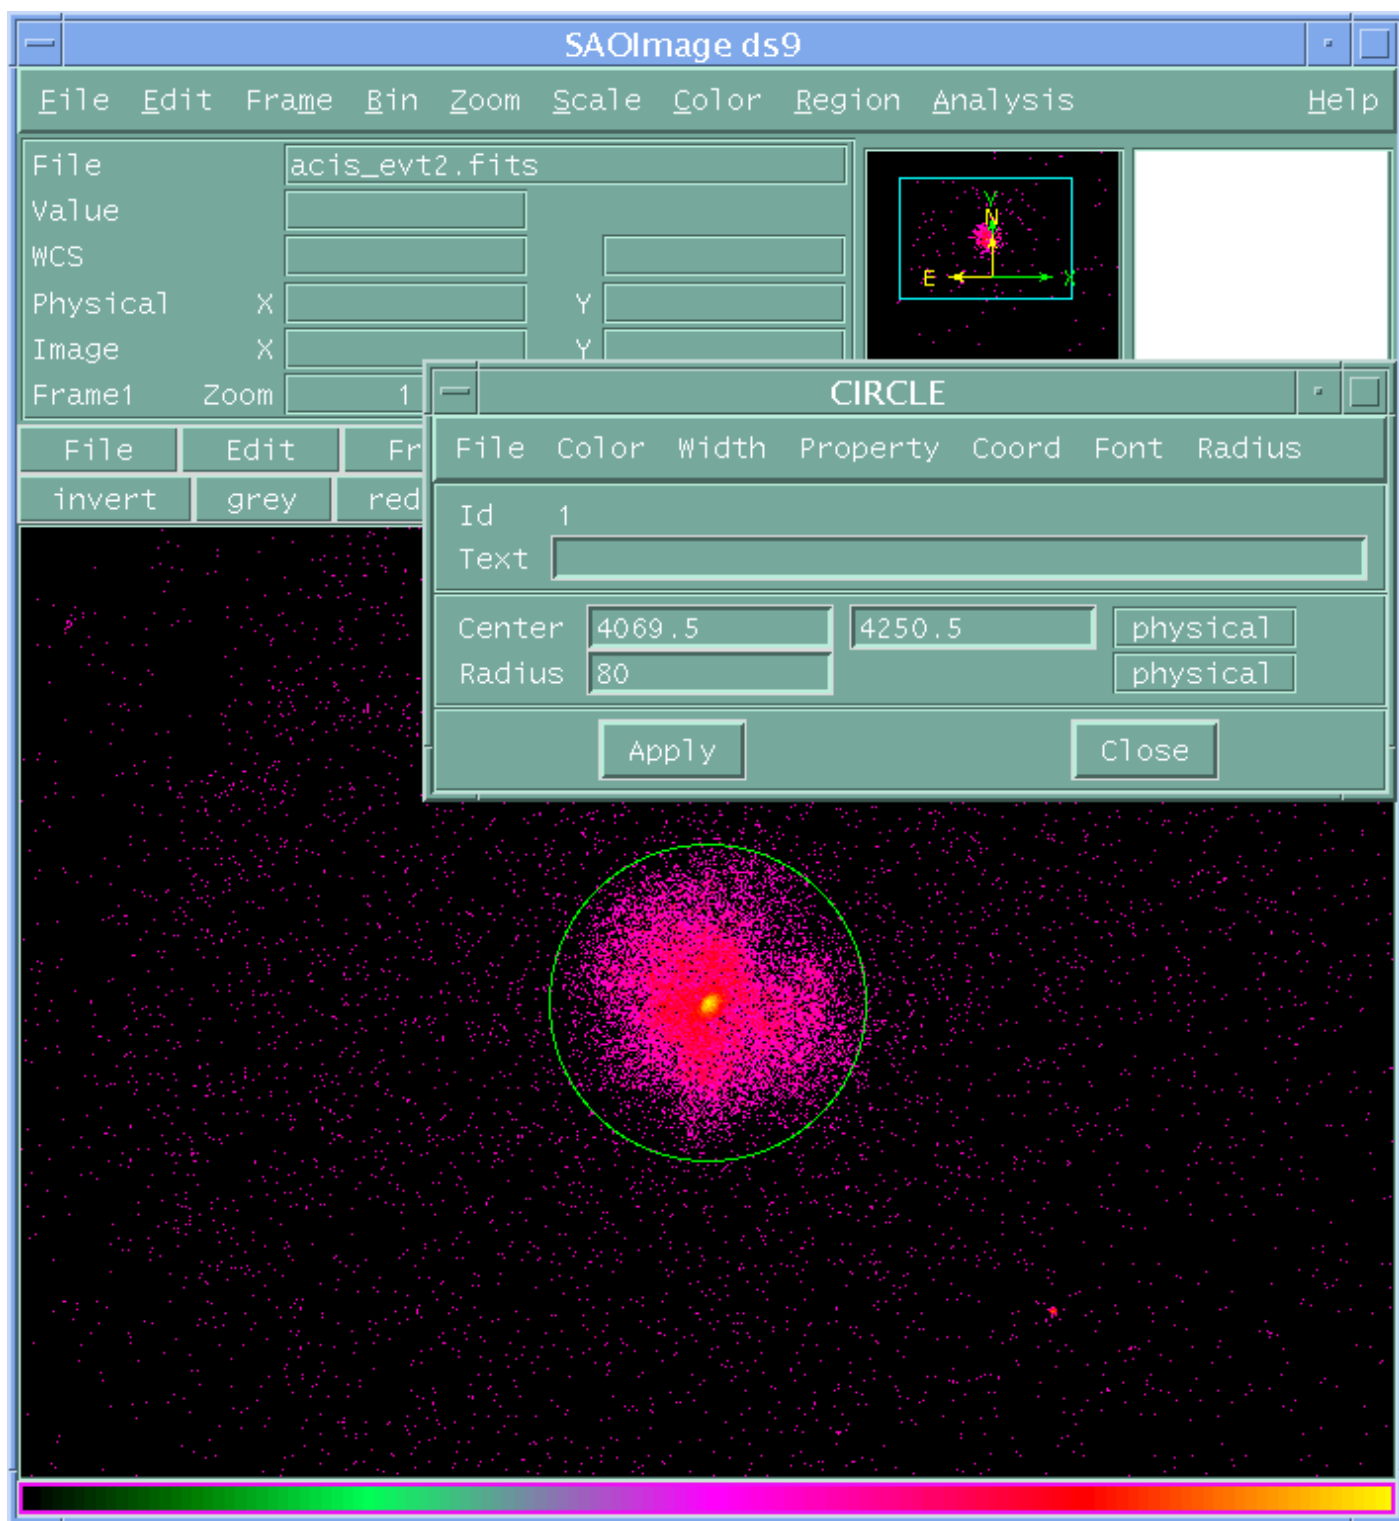 SAOImage ds9
File Edit Frame Bin Zoom Scale Color Region Analysis Help
File acis_evt2.fits
Value
WCS
Physical X Y
Image X Y
Frame1 Zoom 1
Y
N
E X
CIRCLE
File Edit Fr
File Color Width Property Coord Font Radius
invert grey red
Id 1
Text
Center 4069.5 4250.5 physical
Radius 80 physical
Apply Close